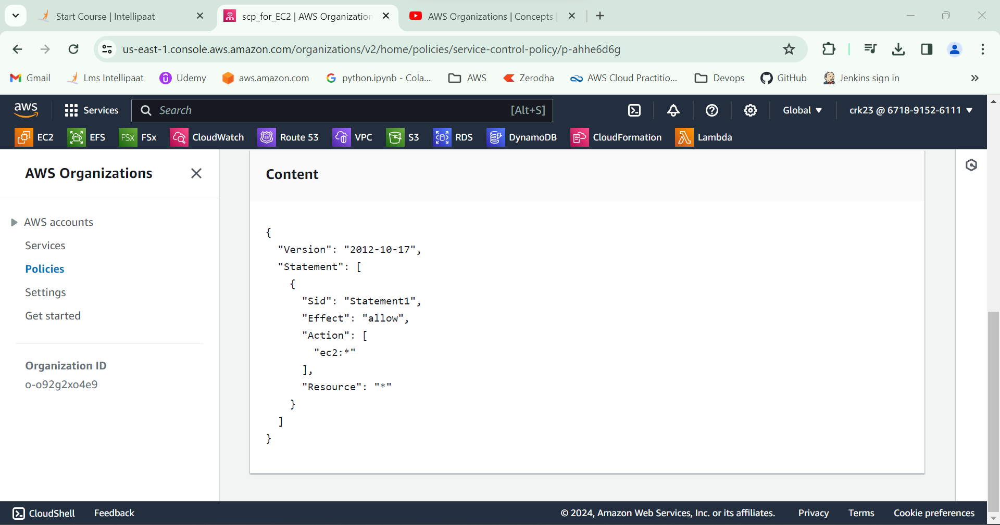 Start Course | Intellipaat
scp_for_EC2 | AWS Organization
AWS Organizations | Concepts |
us-east-1.console.aws.amazon.com/organizations/v2/home/policies/service-control-policy/p-ahhe6d6g
Gmail
Lms Intellipaat
Udemy
aws.amazon.com
python.ipynb - Cola...
AWS
Zerodha
AWS Cloud Practitio...
Devops
GitHub
Jenkins sign in
aws
Services
Search
[Alt+S]
Global
crk23 @ 6718-9152-6111
EC2
EFS
FSx FSx
CloudWatch
53 Route 53
VPC
S3
RDS
DynamoDB
CloudFormation
Lambda
AWS Organizations
AWS accounts
Services
Policies
Settings
Get started
Organization ID
o-o92g2xo4e9
Content
{
"Version": "2012-10-17",
"Statement": [
{
"Sid": "Statement1",
"Effect": "allow",
"Action": [
"ec2:*"
],
"Resource": "*"
}
]
}
CloudShell
Feedback
© 2024, Amazon Web Services, Inc. or its affiliates.
Privacy
Terms
Cookie preferences